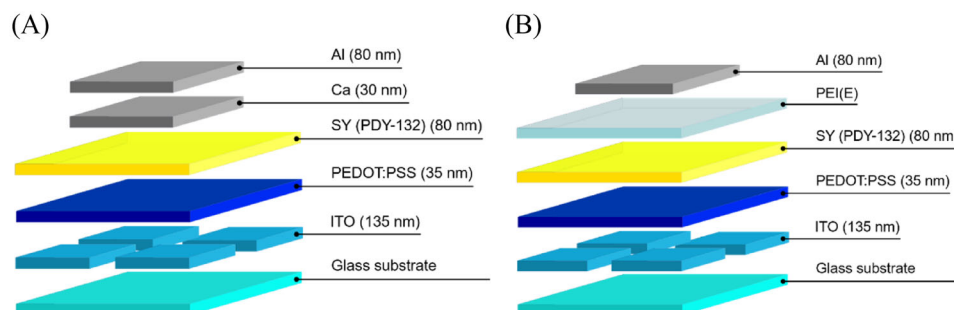 (A)
Al (80 nm)
Ca (30 nm)
SY (PDY-132) (80 nm)
PEDOT:PSS (35 nm)
ITO (135 nm)
Glass substrate
(B)
Al (80 nm)
PEI(E)
SY (PDY-132) (80 nm)
PEDOT:PSS (35 nm)
ITO (135 nm)
Glass substrate